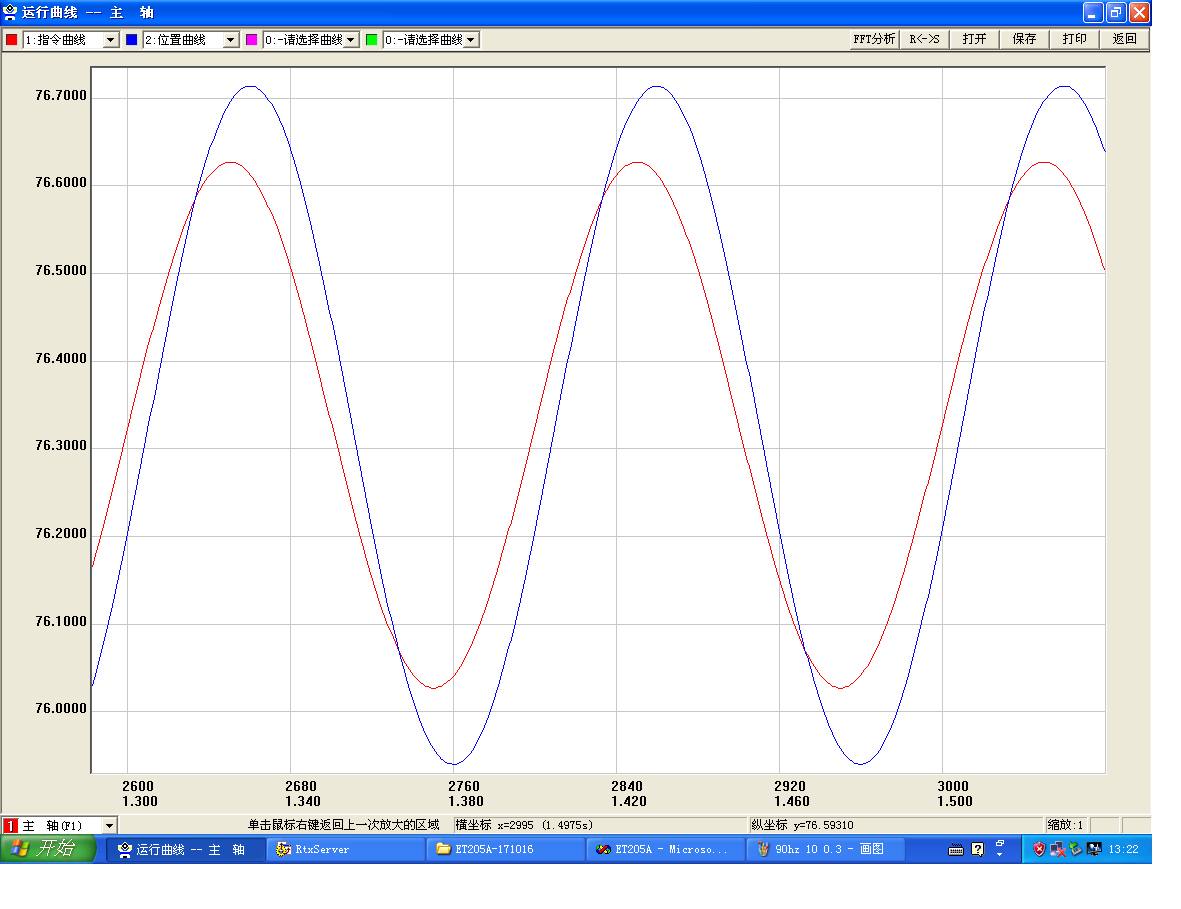 运行曲线 -- 主 轴
1:指令曲线 2:位置曲线 0:-请选择曲线 0:-请选择曲线 FFT分析 R<->S 打开 保存 打印 返回
76.7000
76.6000
76.5000
76.4000
76.3000
76.2000
76.1000
76.0000
2600 2680 2760 2840 2920 3000
1.300 1.340 1.380 1.420 1.460 1.500
1 主 轴(F1) 单击鼠标右键返回上一次放大的区域 横坐标 x=2995 (1.4975s) 纵坐标 y=76.59310 缩放:1
开始 运行曲线 -- 主 轴 RtxServer ET205A-171016 ET205A - Microso... 90hz 10 0.3 - 画图 13:22